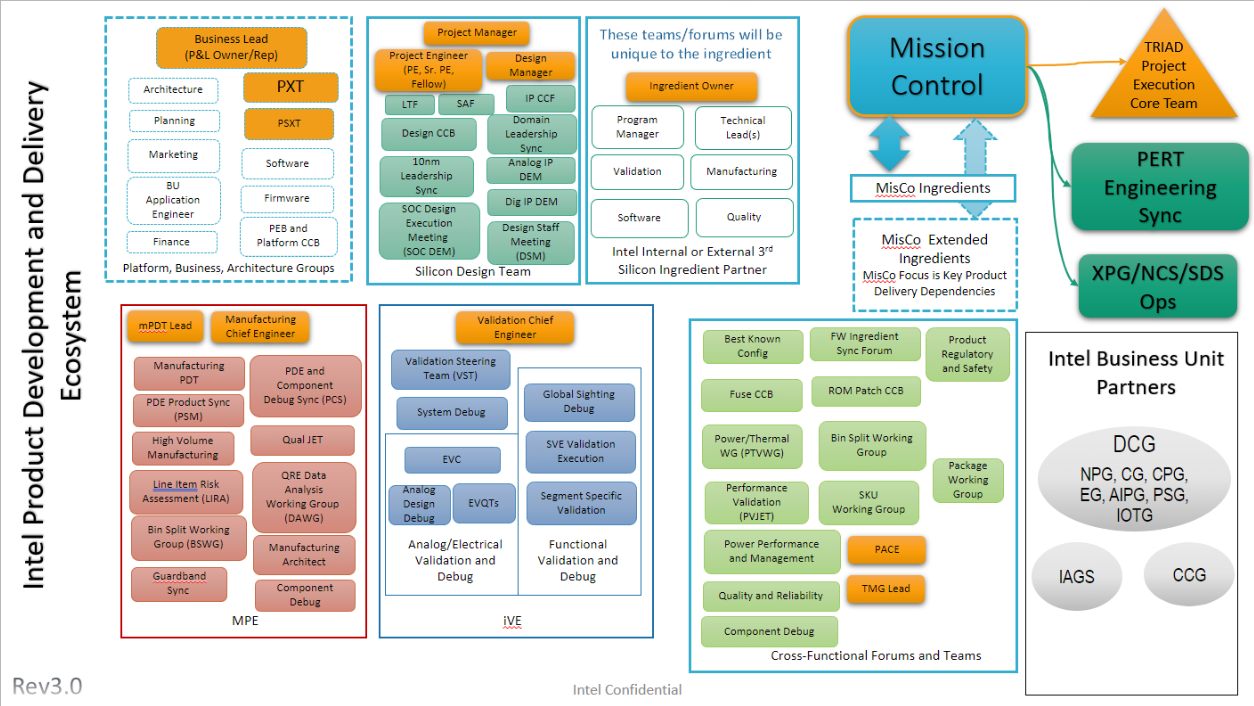 Intel Product Development and Delivery
Ecosystem
Business Lead
(P&L Owner/Rep)
Architecture
PXT
Planning
PSXT
Marketing
Software
BU
Application
Engineer
Firmware
Finance
PEB and
Platform CCB
Platform, Business, Architecture Groups
Project Manager
Project Engineer
(PE, Sr. PE,
Fellow)
Design
Manager
LTF
SAF
IP CCF
Design CCB
Domain
Leadership
Sync
10nm
Leadership
Sync
Analog IP
DEM
Dig IP DEM
SOC Design
Execution
Meeting
(SOC DEM)
Design Staff
Meeting
(DSM)
Silicon Design Team
These teams/forums will be
unique to the ingredient
Ingredient Owner
Program
Manager
Technical
Lead(s)
Validation
Manufacturing
Software
Quality
Intel Internal or External 3rd
Silicon Ingredient Partner
Mission
Control
TRIAD
Project
Execution
Core Team
PERT
Engineering
Sync
MisCo Ingredients
MisCo Extended
Ingredients
MisCo Focus is Key Product
Delivery Dependencies
XPG/NCS/SDS
Ops
mPDT Lead
Manufacturing
Chief Engineer
Manufacturing
PDT
PDE and
Component
Debug Sync (PCS)
PDE Product Sync
(PSM)
High Volume
Manufacturing
Qual JET
Line Item Risk
Assessment (LIRA)
QRE Data
Analysis
Working Group
(DAWG)
Bin Split Working
Group (BSWG)
Manufacturing
Architect
Guardband
Sync
Component
Debug
MPE
Validation Chief
Engineer
Validation Steering
Team (VST)
System Debug
Global Sighting
Debug
EVC
SVE Validation
Execution
Analog
Design
Debug
EVQTs
Segment Specific
Validation
Analog/Electrical
Validation and
Debug
Functional
Validation and
Debug
iVE
Best Known
Config
FW Ingredient
Sync Forum
Product
Regulatory
and Safety
Fuse CCB
ROM Patch CCB
Power/Thermal
WG (PTVWG)
Bin Split Working
Group
Package
Working
Group
Performance
Validation
(PVJET)
SKU
Working Group
Power Performance
and Management
PACE
Quality and Reliability
TMG Lead
Component Debug
Cross-Functional Forums and Teams
Intel Business Unit
Partners
DCG
NPG, CG, CPG,
EG, AIPG, PSG,
IOTG
IAGS
CCG
Rev3.0
Intel Confidential